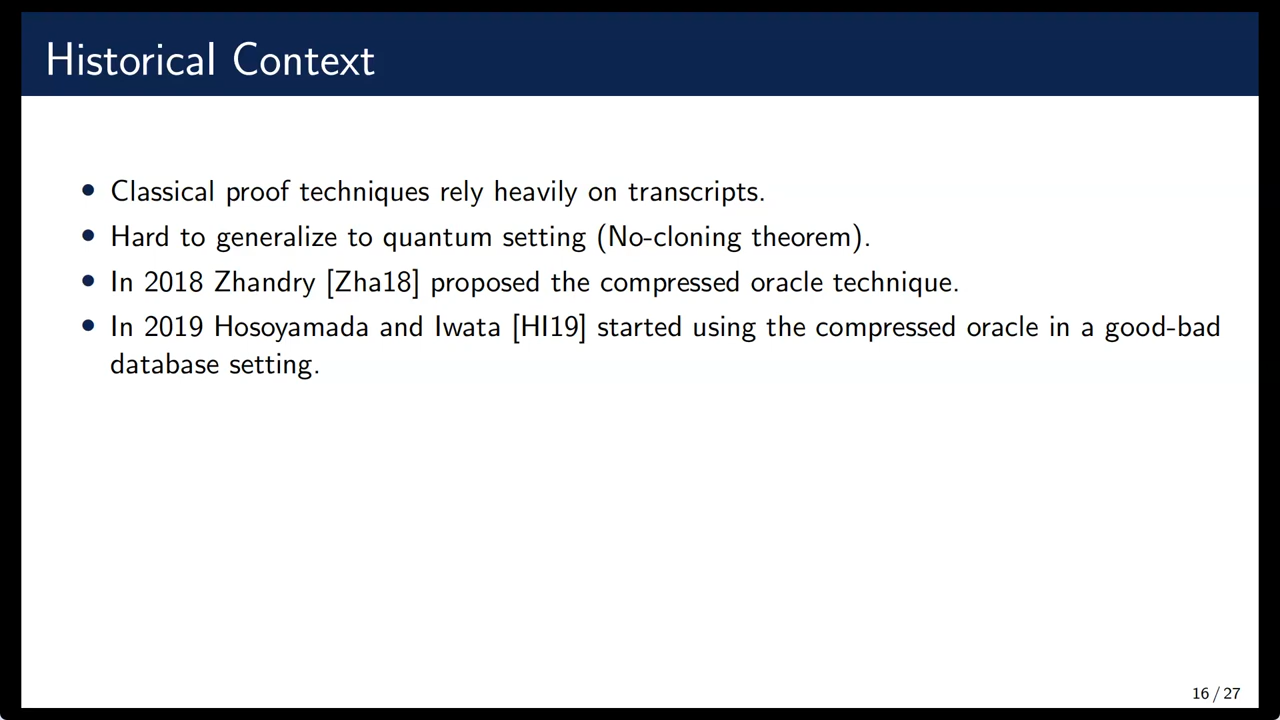 Historical Context
• Classical proof techniques rely heavily on transcripts.
• Hard to generalize to quantum setting (No-cloning theorem).
• In 2018 Zhandry [Zha18] proposed the compressed oracle technique.
• In 2019 Hosoyamada and Iwata [HI19] started using the compressed oracle in a good-bad
database setting.
16 / 27